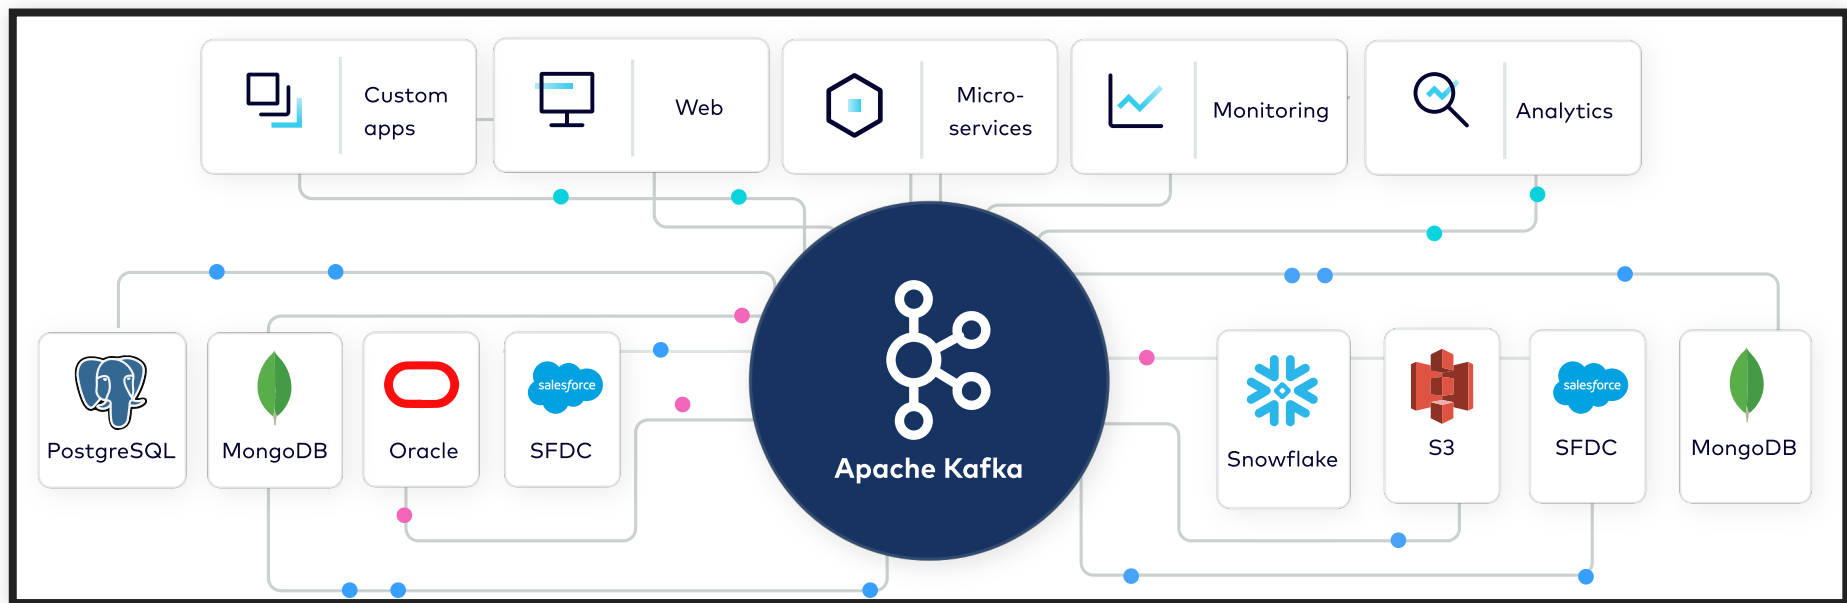 Custom
apps
Web
Micro-
services
Monitoring
Analytics
salesforce
PostgreSQL
MongoDB
Oracle
SFDC
Apache Kafka
salesforce
Snowflake
S3
SFDC
MongoDB